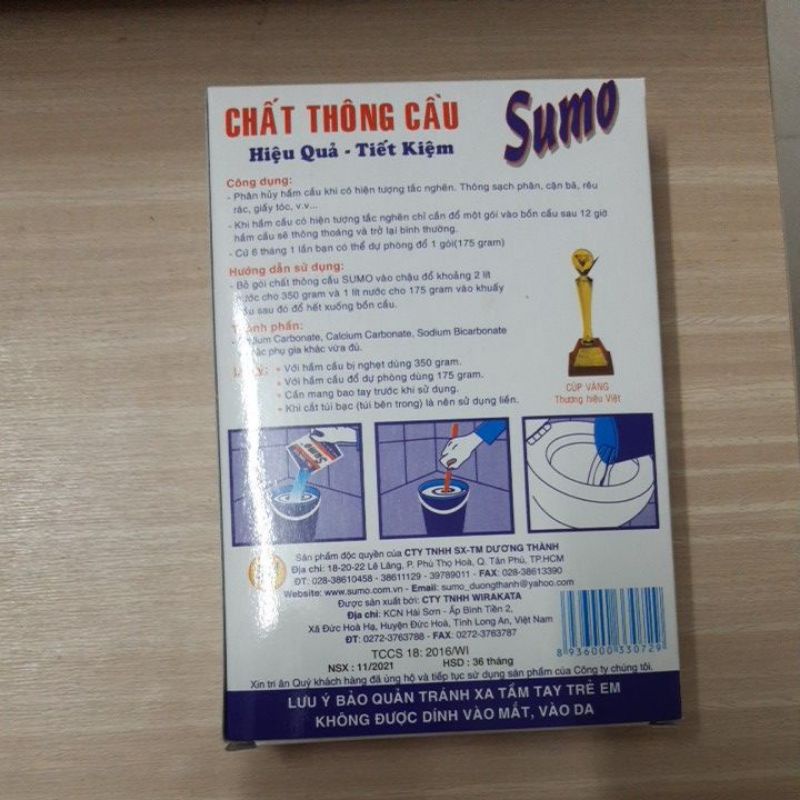 CHẤT THÔNG CẦU
Sumo
Hiệu Quả - Tiết Kiệm
Công dụng:
- Phân hủy hầm cầu khi có hiện tượng tắc nghẽn. Thông sạch phân, cặn bã, rêu
rác, giấy tóc, v.v...
- Khi hầm cầu có hiện tượng tắc nghẽn chỉ cần đổ một gói vào bồn cầu sau 12 giờ
hầm cầu sẽ thông thoáng và trở lại bình thường.
- Cứ 6 tháng 1 lần bạn có thể dự phòng đổ 1 gói(175 gram)
Hướng dẫn sử dụng:
- Bỏ gói chất thông cầu SUMO vào chậu đổ khoảng 2 lít
nước cho 350 gram và 1 lít nước cho 175 gram vào khuấy
sau đó đổ hết xuống bồn cầu.
phần:
Carbonate, Calcium Carbonate, Sodium Bicarbonate
phụ gia khác vừa đủ.
• Với hầm cầu bị nghẹt dùng 350 gram.
• Với hầm cầu đổ dự phòng dùng 175 gram.
• Cần mang bao tay trước khi sử dụng.
• Khi cắt túi bạc (túi bên trong) là nên sử dụng liền.
CÚP VÀNG
Thương hiệu Việt
Sumo
Sản phẩm độc quyền của CTY TNHH SX-TM DƯƠNG THÀNH
Địa chỉ: 18-20-22 Lê Lăng, P. Phú Thọ Hoà, Q. Tân Phú, TP.HCM
ĐT: 028-38610458 - 38611129 - 39789011 - FAX: 028-38613390
Website: www.sumo.com.vn - Email: sumo_duongthanh@yahoo.com
Được sản xuất bởi: CTY TNHH WIRAKATA
Địa chỉ: KCN Hải Sơn - Ấp Bình Tiền 2,
Xã Đức Hoà Hạ, Huyện Đức Hoà, Tỉnh Long An, Việt Nam
ĐT: 0272-3763788 - FAX: 0272-3763787
TCCS 18: 2016/WI
NSX : 11/2021 HSD : 36 tháng
8 936000 330729
Xin tri ân Quý khách hàng đã ủng hộ và tiếp tục sử dụng sản phẩm của Công ty chúng tôi.
LƯU Ý BẢO QUẢN TRÁNH XA TẦM TAY TRẺ EM
KHÔNG ĐƯỢC DÍNH VÀO MẮT, VÀO DA